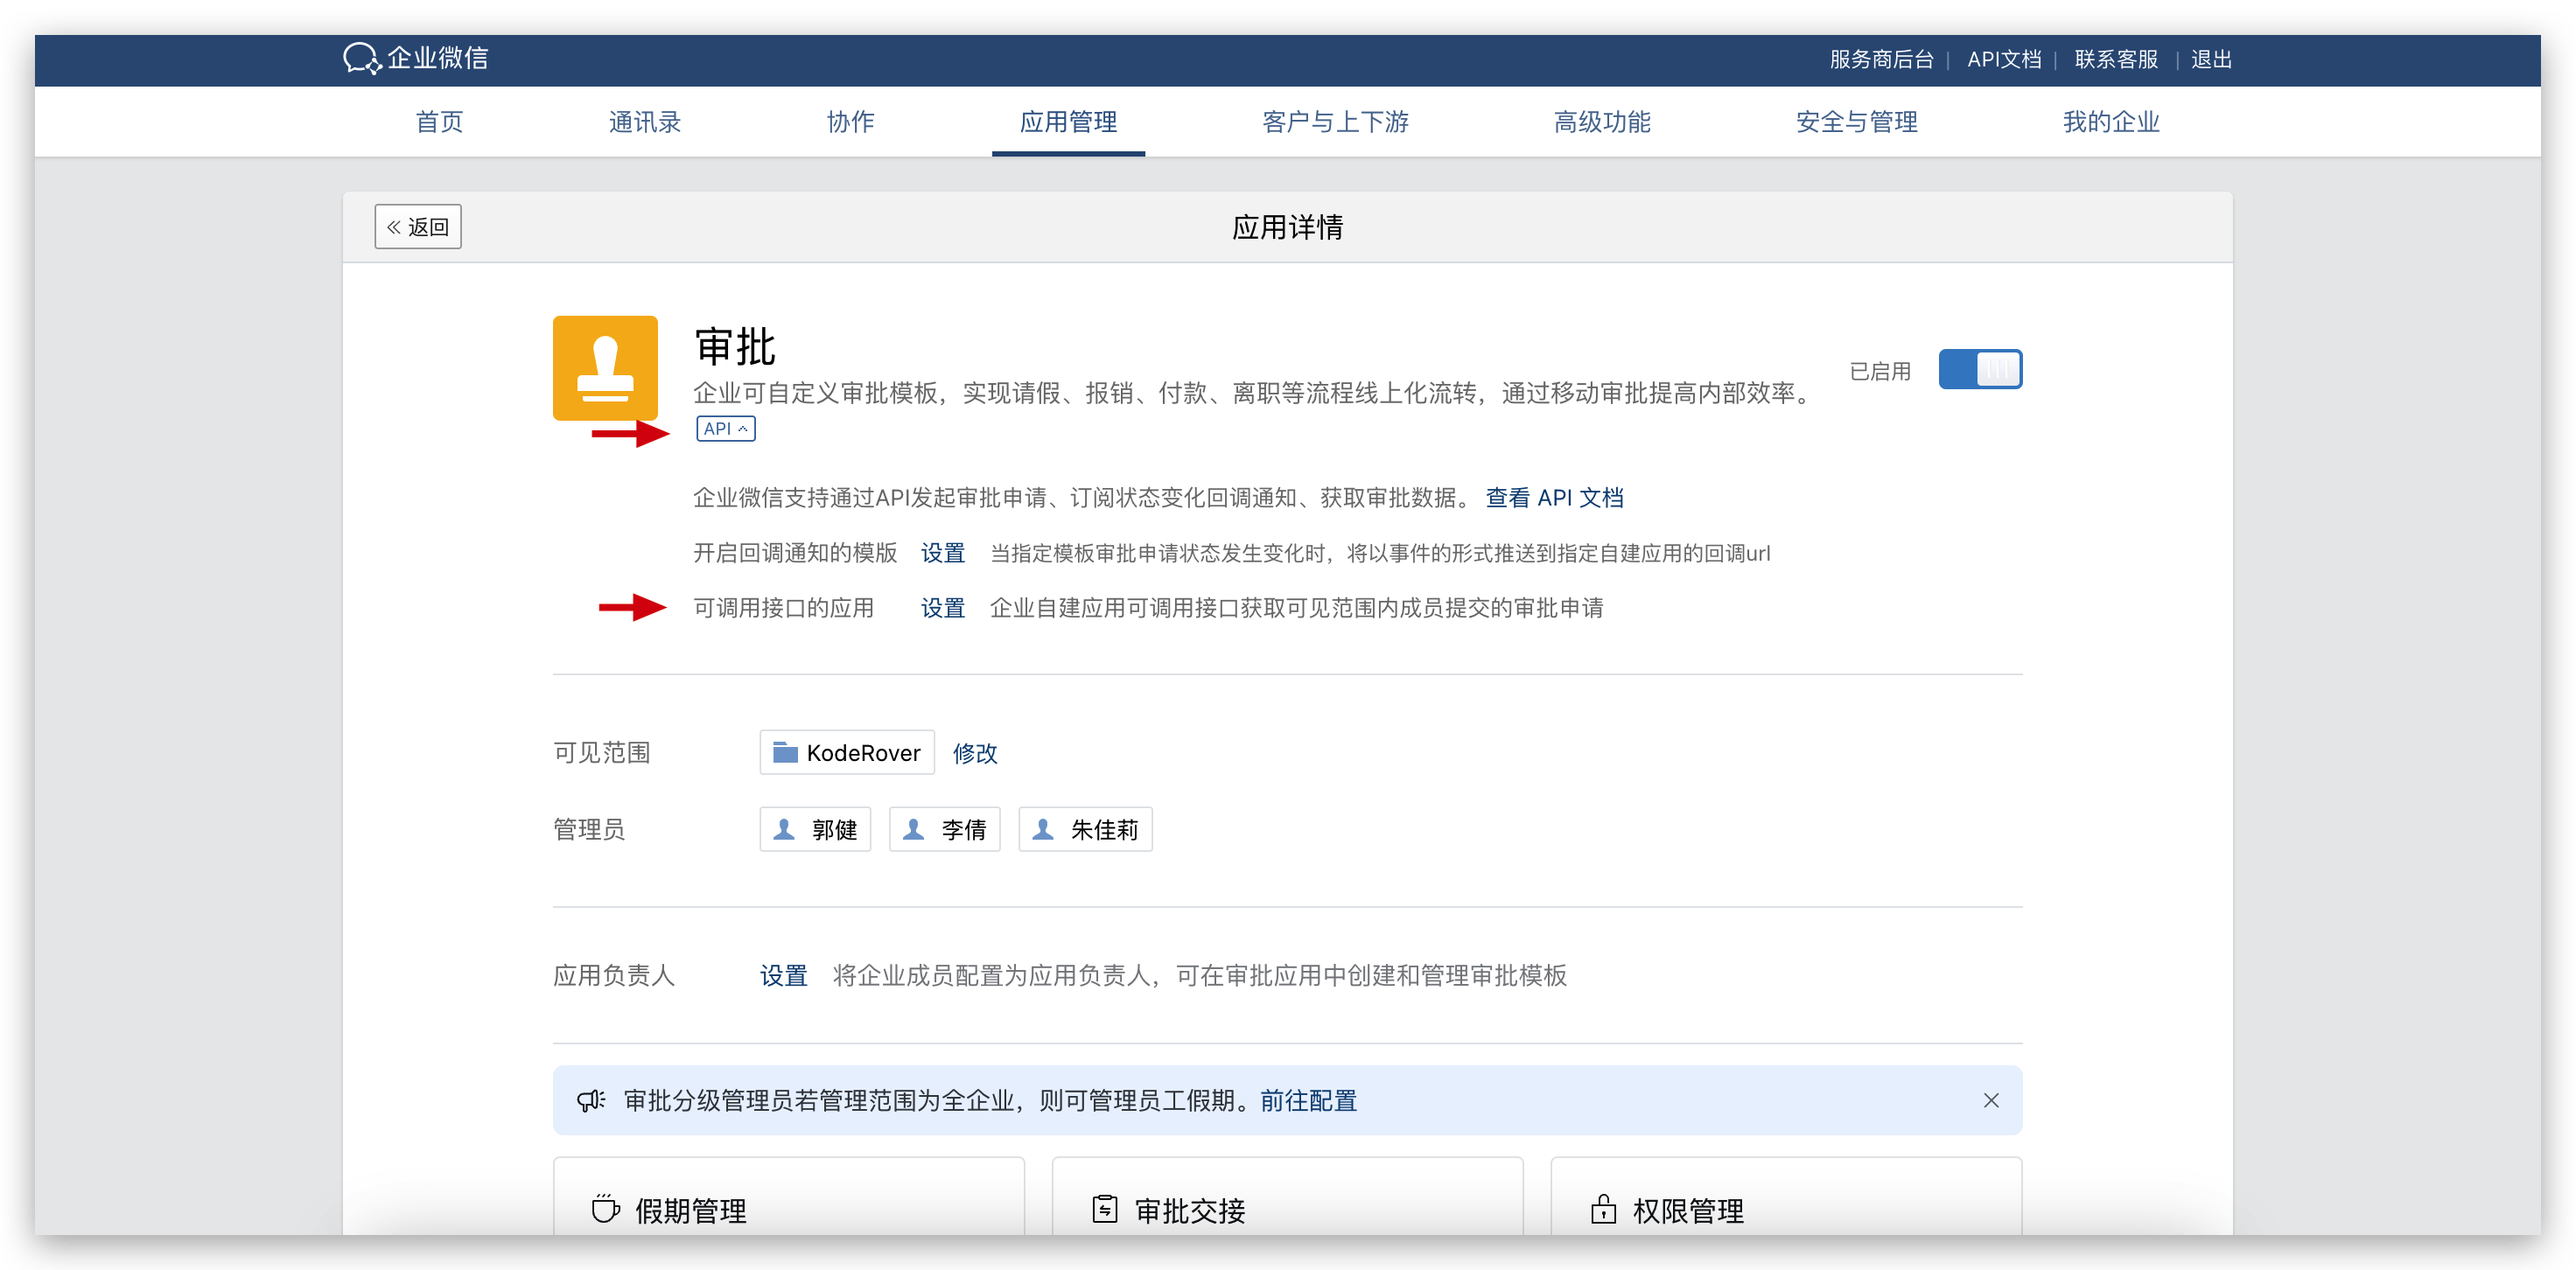 企业微信
服务商后台 | API文档 | 联系客服 | 退出
首页 通讯录 协作 应用管理 客户与上下游 高级功能 安全与管理 我的企业
« 返回 应用详情
审批
企业可自定义审批模板，实现请假、报销、付款、离职等流程线上化流转，通过移动审批提高内部效率。
已启用
API
企业微信支持通过API发起审批申请、订阅状态变化回调通知、获取审批数据。 查看 API 文档
开启回调通知的模版 设置 当指定模板审批申请状态发生变化时，将以事件的形式推送到指定自建应用的回调url
可调用接口的应用 设置 企业自建应用可调用接口获取可见范围内成员提交的审批申请
可见范围 KodeRover 修改
管理员 郭健 李倩 朱佳莉
应用负责人 设置 将企业成员配置为应用负责人，可在审批应用中创建和管理审批模板
审批分级管理员若管理范围为全企业，则可管理员工假期。前往配置
假期管理 审批交接 权限管理